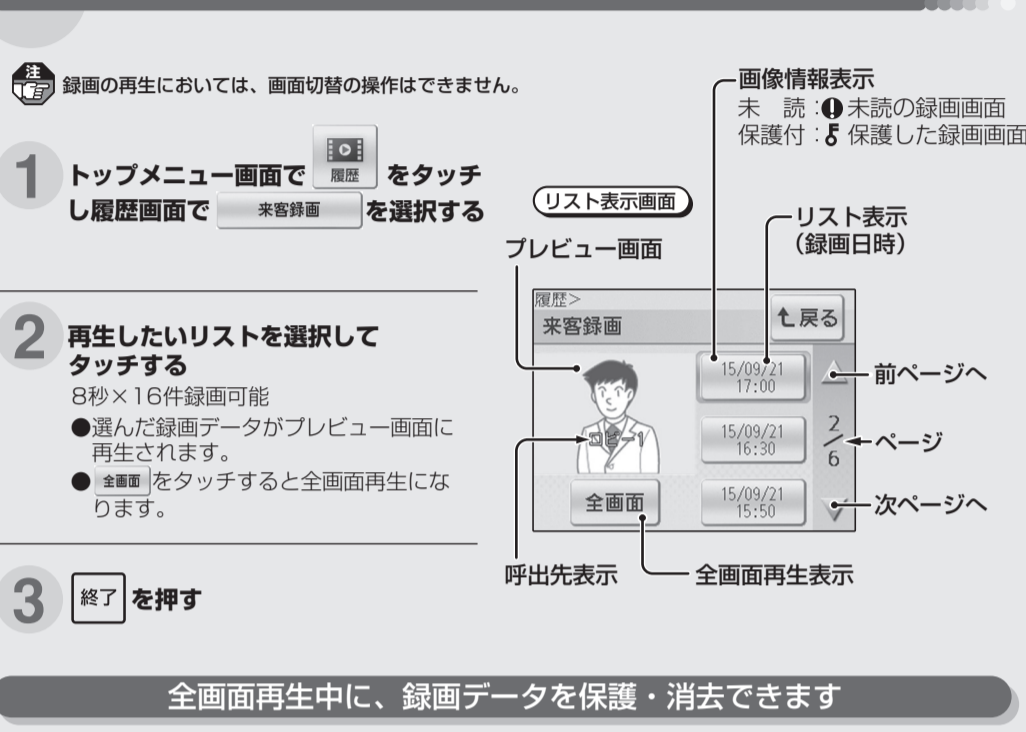 注 録画の再生においては、画面切替の操作はできません。
1 トップメニュー画面で 履歴 をタッチ
し履歴画面で 来客録画 を選択する
2 再生したいリストを選択して
タッチする
8秒×16件録画可能
●選んだ録画データがプレビュー画面に
再生されます。
● 全画面 をタッチすると全画面再生にな
ります。
3 終了 を押す
画像情報表示
未　読：未読の録画画面
保護付：保護した録画画面
リスト表示画面
リスト表示
（録画日時）
プレビュー画面
履歴>
来客録画
戻る
15/09/21
17:00
前ページへ
ロビー1
15/09/21
16:30
2/6
ページ
全画面
15/09/21
15:50
次ページへ
呼出先表示
全画面再生表示
全画面再生中に、録画データを保護・消去できます